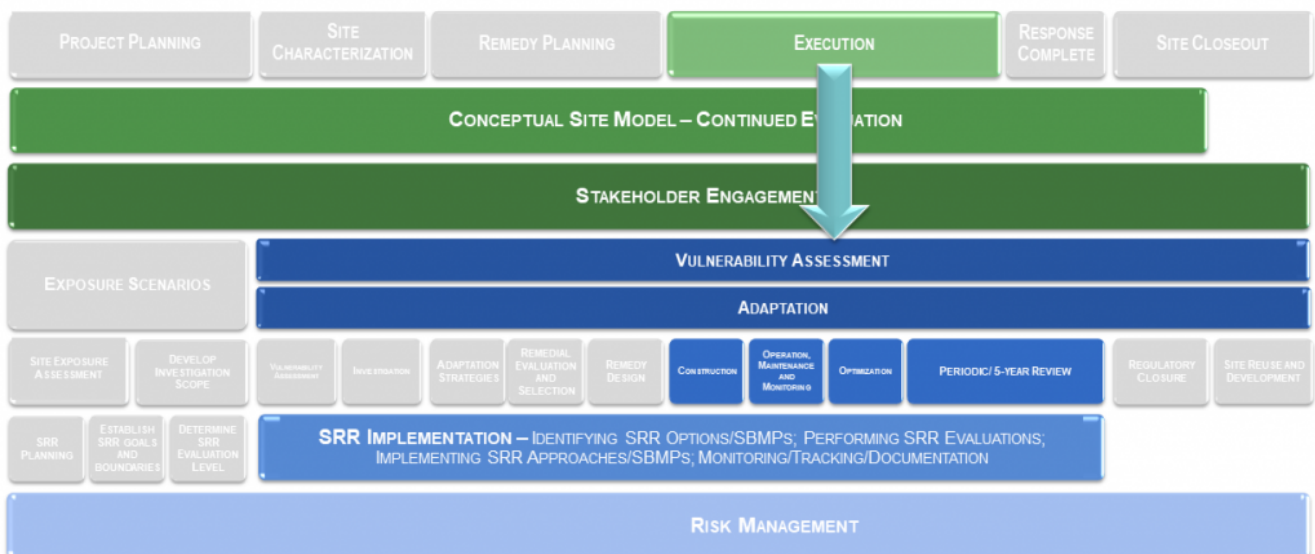 PROJECT PLANNING
SITE
CHARACTERIZATION
REMEDY PLANNING
EXECUTION
RESPONSE
COMPLETE
SITE CLOSEOUT
CONCEPTUAL SITE MODEL – CONTINUED
STAKEHOLDER ENGAGEMENT
EXPOSURE SCENARIOS
VULNERABILITY ASSESSMENT
ADAPTATION
SITE EXPOSURE
ASSESSMENT
DEVELOP
INVESTIGATION
SCOPE
VULNERABILITY
ASSESSMENT
INVESTIGATION
ADAPTATION
STRATEGIES
REMEDIAL
EVALUATION
AND
SELECTION
REMEDY
DESIGN
CONSTRUCTION
OPERATION,
MAINTENANCE
AND
MONITORING
OPTIMIZATION
PERIODIC/ 5-YEAR REVIEW
REGULATORY
CLOSURE
SITE REUSE AND
DEVELOPMENT
SRR
PLANNING
ESTABLISH
SRR GOALS
AND
BOUNDARIES
DETERMINE
SRR
EVALUATION
LEVEL
SRR IMPLEMENTATION – IDENTIFYING SRR OPTIONS/SBMPS; PERFORMING SRR EVALUATIONS;
IMPLEMENTING SRR APPROACHES/SBMPS; MONITORING/TRACKING/DOCUMENTATION
RISK MANAGEMENT